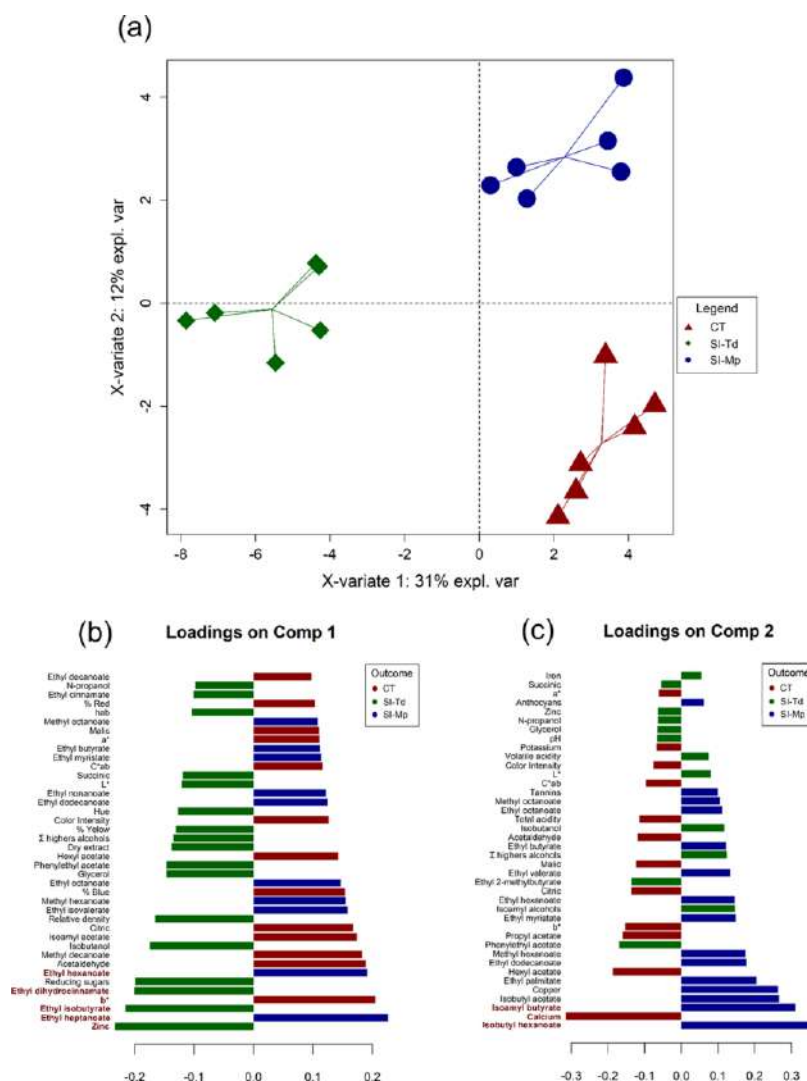 (a)
4
2
0
-2
-4
X-variate 2: 12% expl. var
-8
-6
-4
-2
0
2
4
X-variate 1: 31% expl. var
Legend
CT
SI-Td
SI-Mp
(b)
Loadings on Comp 1
Outcome
CT
SI-Td
SI-Mp
Ethyl decanoate
N-propanol
Ethyl cinnamate
% Red
hab
Methyl octanoate
Malic
a*
Ethyl butyrate
Ethyl myristate
C*ab
Succinic
L*
Ethyl nonanoate
Ethyl dodecanoate
Hue
Color Intensity
% Yelow
Σ highers alcohols
Dry extract
Hexyl acetate
Phenylethyl acetate
Glycerol
Ethyl octanoate
% Blue
Methyl hexanoate
Ethyl isovalerate
Relative density
Citric
Isoamyl acetate
Isobutanol
Methyl decanoate
Acetaldehyde
Ethyl hexanoate
Reducing sugars
Ethyl dihydrocinnamate
b*
Ethyl isobutyrate
Ethyl heptanoate
Zinc
-0.2
-0.1
0.0
0.1
0.2
(c)
Loadings on Comp 2
Outcome
CT
SI-Td
SI-Mp
Iron
Succinic
a*
Anthocyans
Zinc
N-propanol
Glycerol
pH
Potassium
Volatile acidity
Color Intensity
L*
C*ab
Tannins
Methyl octanoate
Ethyl octanoate
Total acidity
Isobutanol
Acetaldehyde
Ethyl butyrate
Σ highers alcohols
Malic
Ethyl valerate
Ethyl 2-methylbutyrate
Citric
Ethyl hexanoate
Isoamyl alcohols
Ethyl myristate
b*
Propyl acetate
Phenylethyl acetate
Methyl hexanoate
Ethyl dodecanoate
Hexyl acetate
Ethyl palmitate
Copper
Isobutyl acetate
Isoamyl butyrate
Calcium
Isobutyl hexanoate
-0.3
-0.2
-0.1
0.0
0.1
0.2
0.3